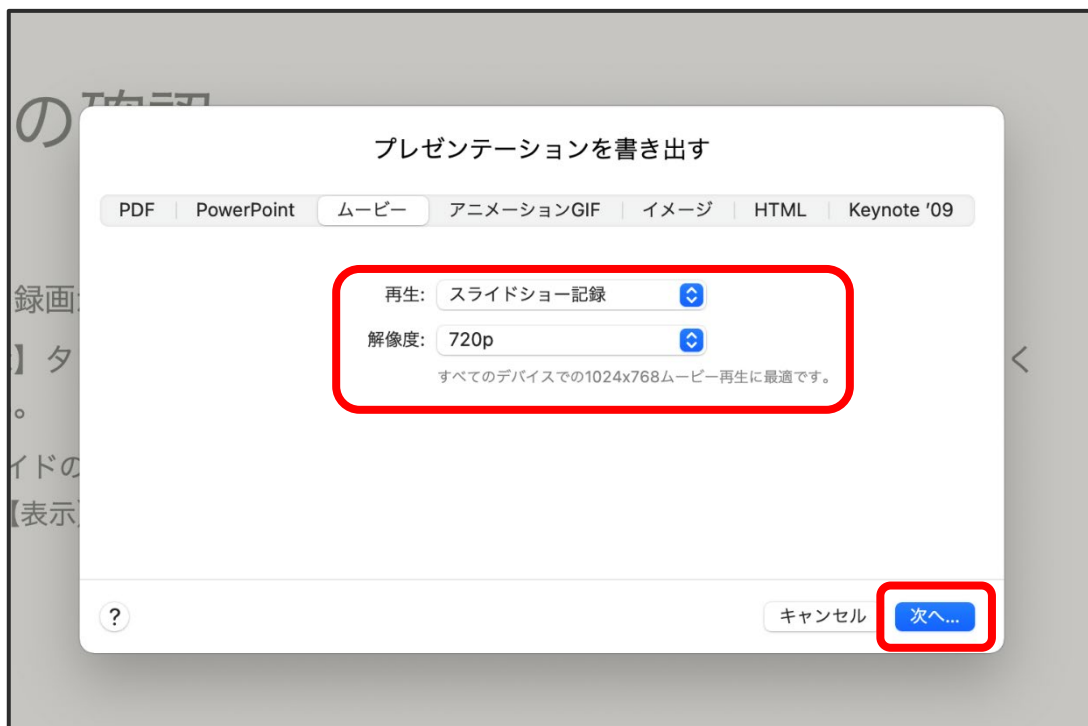 の確認
プレゼンテーションを書き出す
PDF PowerPoint ムービー アニメーションGIF イメージ HTML Keynote '09
録画
再生: スライドショー記録
解像度: 720p
】タ
く
すべてのデバイスでの1024x768ムービー再生に最適です。
。
イドの
【表示
? キャンセル 次へ...